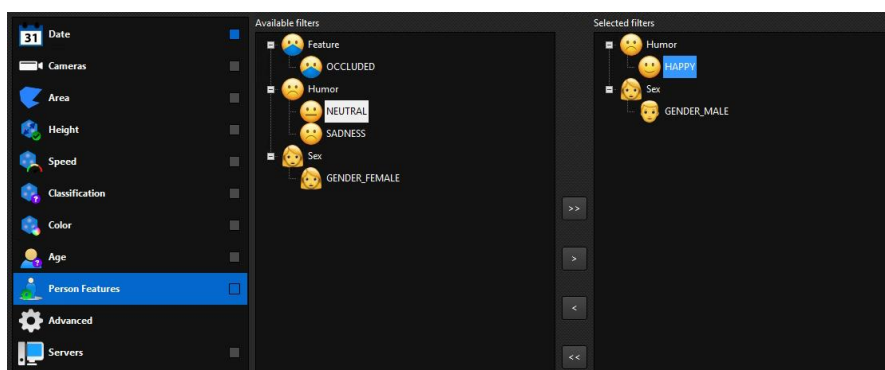 Available filters
Selected filters
31
Date
Cameras
Area
Height
Speed
Classification
Color
Age
Person Features
Advanced
Servers
Feature
OCCLUDED
Humor
NEUTRAL
SADNESS
Sex
GENDER_FEMALE
>>
>
<
<<
Humor
HAPPY
Sex
GENDER_MALE